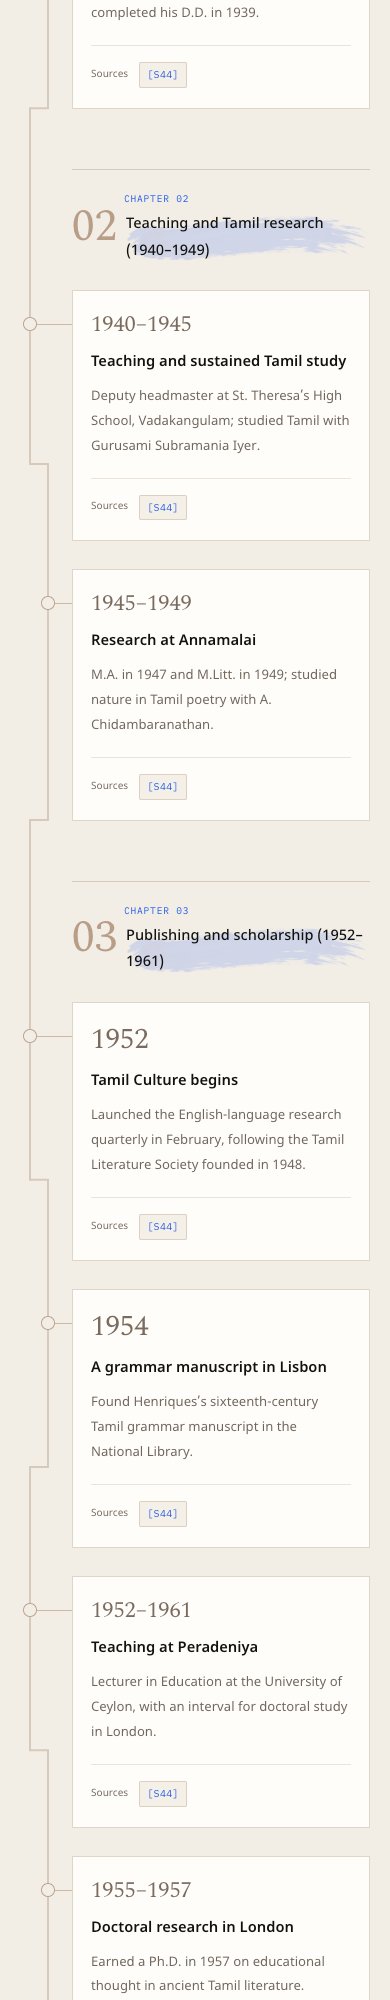 completed his D.D. in 1939.
Sources [S44]
CHAPTER 02
02 Teaching and Tamil research
(1940–1949)
1940–1945
Teaching and sustained Tamil study
Deputy headmaster at St. Theresa’s High
School, Vadakangulam; studied Tamil with
Gurusami Subramania Iyer.
Sources [S44]
1945–1949
Research at Annamalai
M.A. in 1947 and M.Litt. in 1949; studied
nature in Tamil poetry with A.
Chidambaranathan.
Sources [S44]
CHAPTER 03
03 Publishing and scholarship (1952–
1961)
1952
Tamil Culture begins
Launched the English-language research
quarterly in February, following the Tamil
Literature Society founded in 1948.
Sources [S44]
1954
A grammar manuscript in Lisbon
Found Henriques’s sixteenth-century
Tamil grammar manuscript in the
National Library.
Sources [S44]
1952–1961
Teaching at Peradeniya
Lecturer in Education at the University of
Ceylon, with an interval for doctoral study
in London.
Sources [S44]
1955–1957
Doctoral research in London
Earned a Ph.D. in 1957 on educational
thought in ancient Tamil literature.